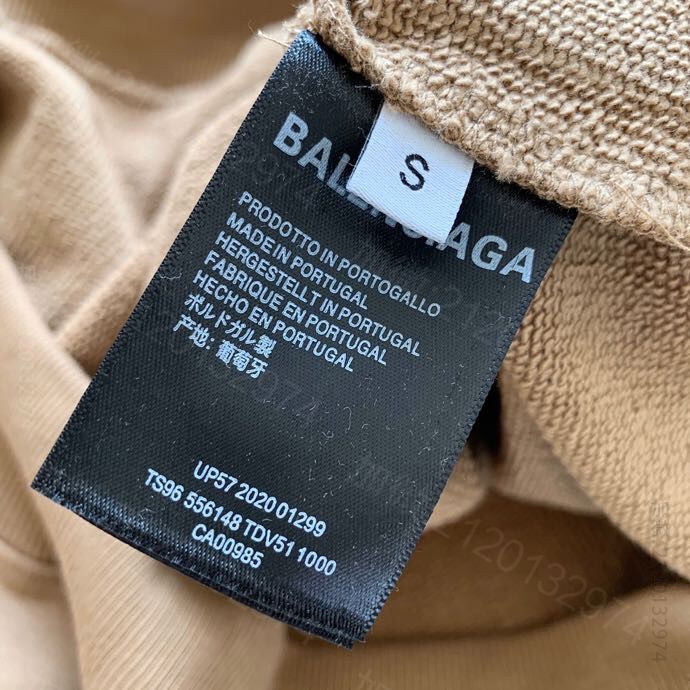 BALENCIAGA
S
PRODOTTO IN PORTOGALLO
MADE IN PORTUGAL
HERGESTELLT IN PORTUGAL
FABRIQUE EN PORTUGAL
HECHO EN PORTUGAL
ポルトガル製
产地: 葡萄牙
UP57 2020 01299
TS96 556148 TDV51 1000
CA00985
2120132974